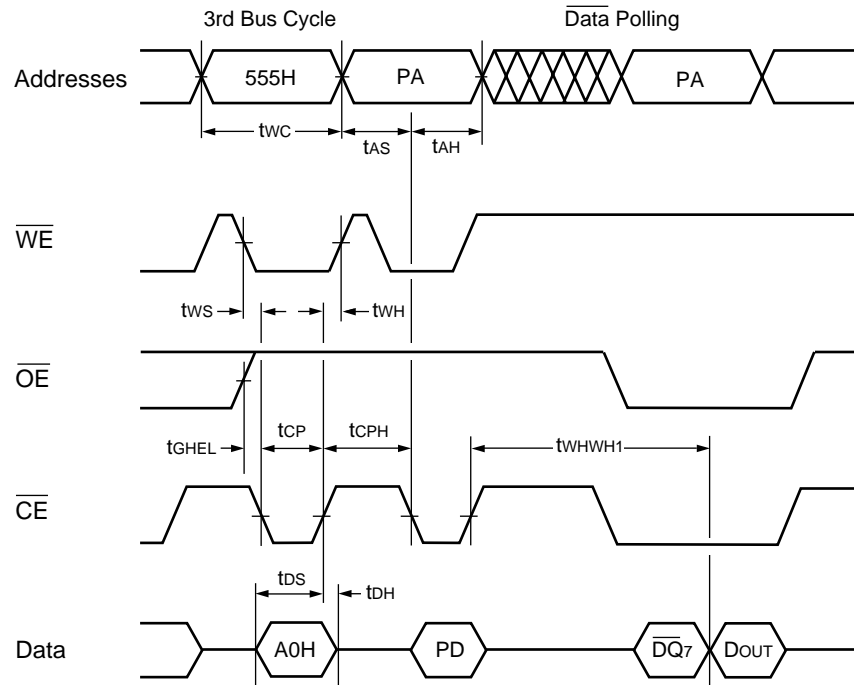 3rd Bus Cycle
Data Polling
Addresses
555H
PA
PA
tWC
tAS
tAH
WE
tWS
tWH
OE
tGHEL
tCP
tCPH
tWHWH1
CE
tDS
tDH
Data
A0H
PD
DQ7
DOUT